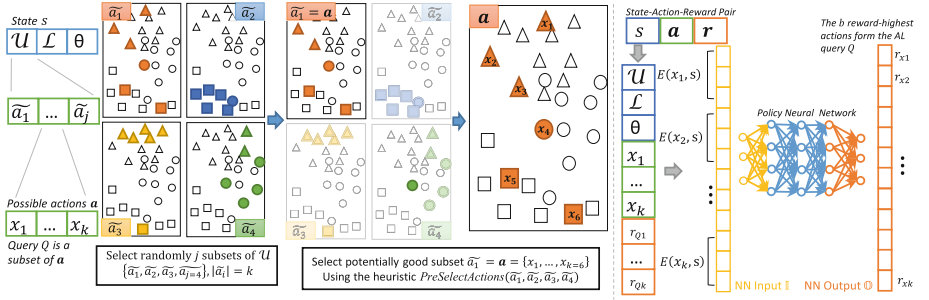 State s
𝒰 ℒ θ
ã₁ ... ãⱼ
Possible actions a
x₁ ... xₖ
Query Q is a
subset of a
ã₁
ã₂
ã₃
ã₄
Select randomly j subsets of 𝒰
{ã₁, ã₂, ã₃, ãⱼ₌₄}, |ãᵢ| = k
ã₁ = a
ã₂
ã₃
ã₄
Select potentially good subset ã₁ = a = {x₁, ..., xₖ₌₆}
Using the heuristic PreSelectActions(ã₁, ã₂, ã₃, ã₄)
a
x₁
x₂
x₃
x₄
x₅
x₆
State-Action-Reward Pair
s a r
𝒰
ℒ
θ
x₁
...
xₖ
r_Q1
...
r_Qk
E(x₁, s)
E(x₂, s)
⋮
E(xₖ, s)
Policy Neural Network
NN Input 𝕀
NN Output 𝕆
The b reward-highest
actions form the AL
query Q
r_x1
r_x2
⋮
r_xk